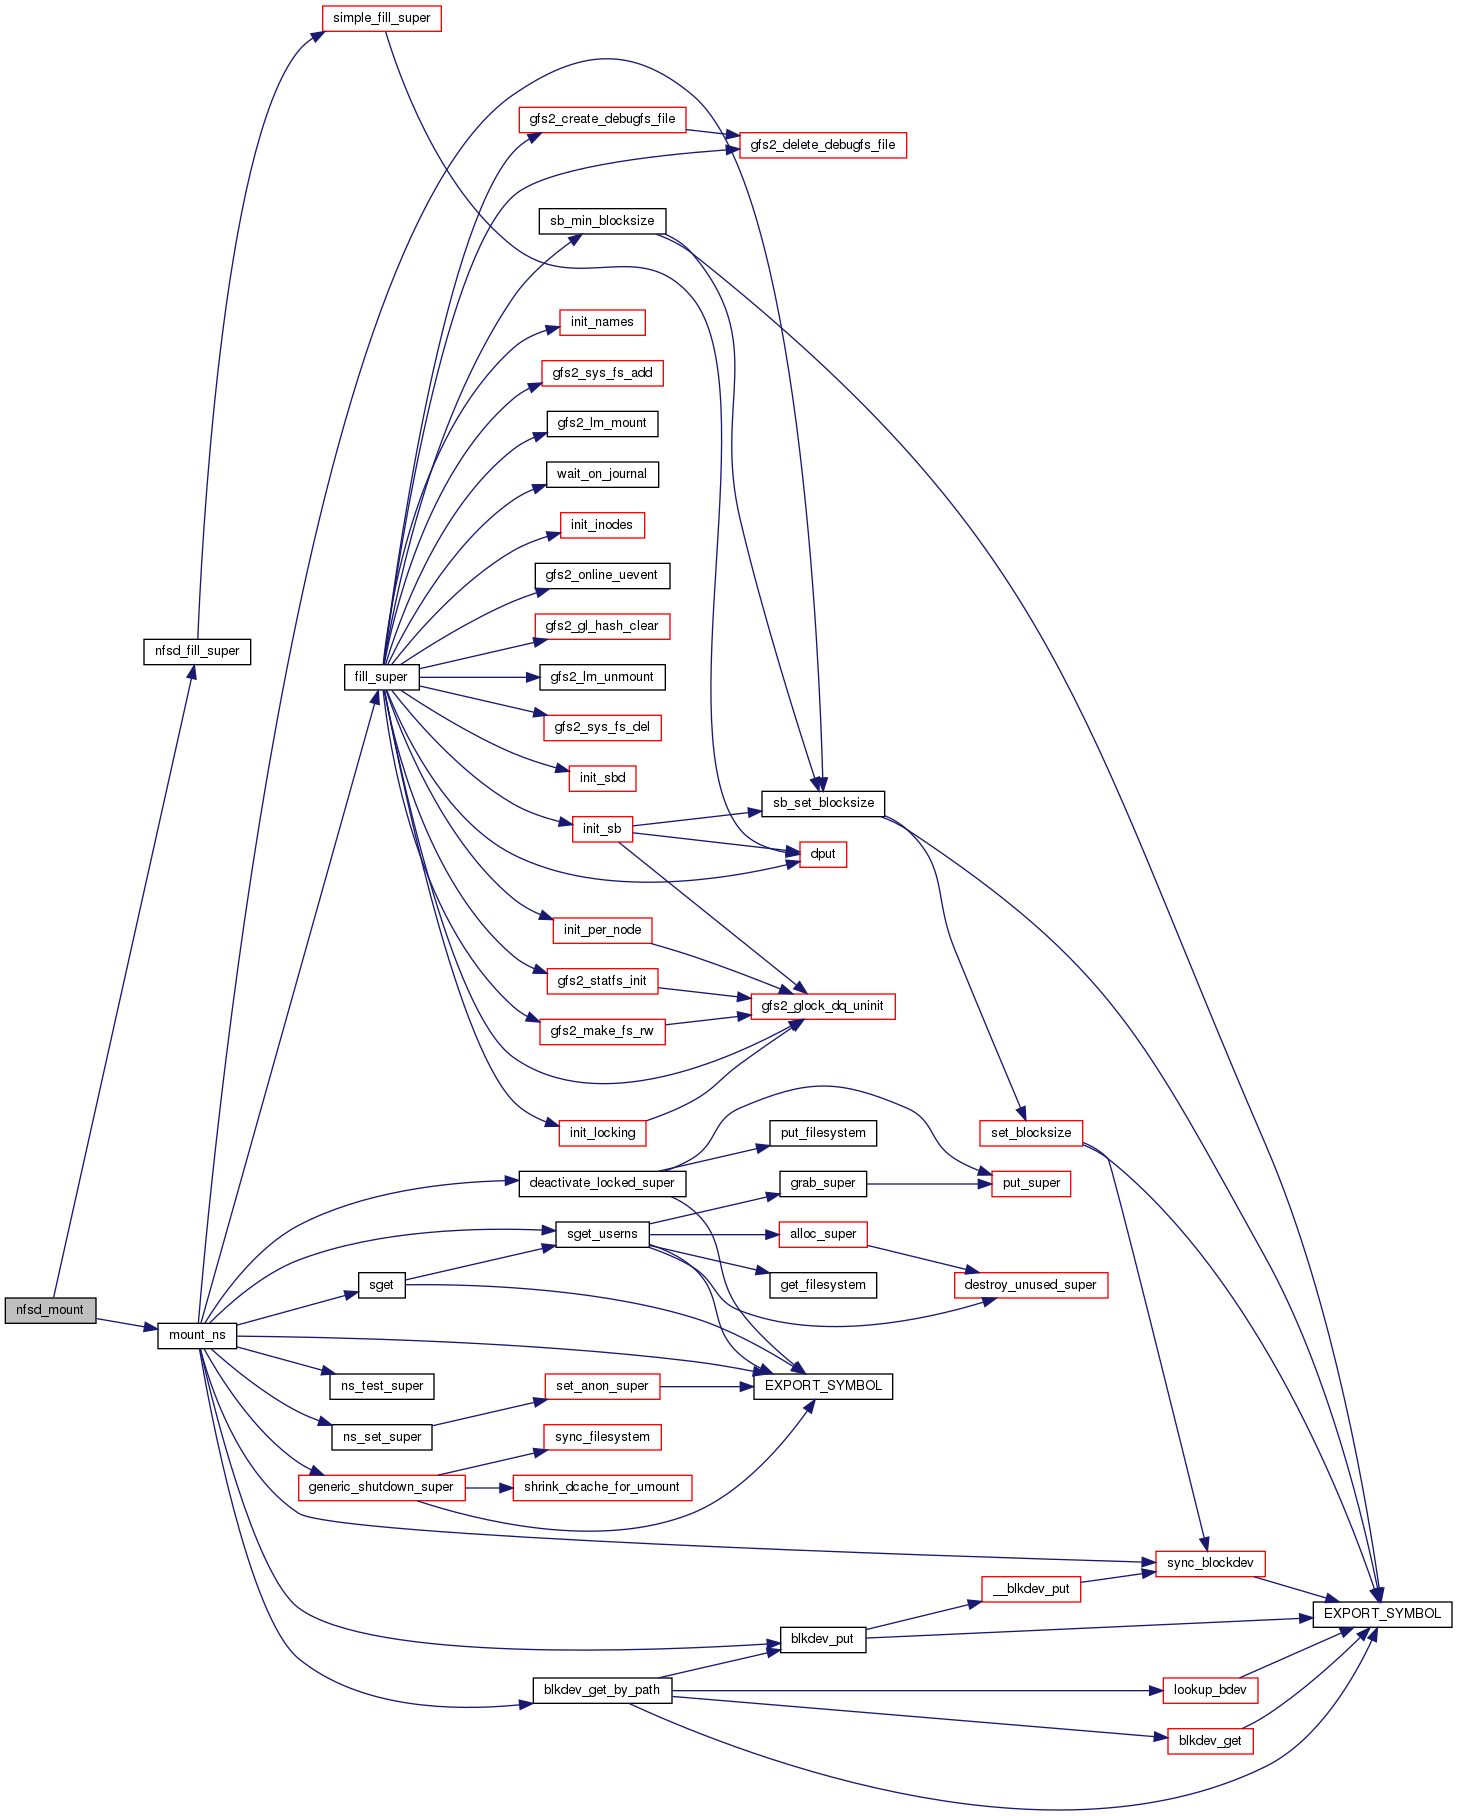 simple_fill_super
gfs2_create_debugfs_file
gfs2_delete_debugfs_file
sb_min_blocksize
init_names
gfs2_sys_fs_add
gfs2_lm_mount
wait_on_journal
init_inodes
gfs2_online_uevent
gfs2_gl_hash_clear
nfsd_fill_super
fill_super
gfs2_lm_unmount
gfs2_sys_fs_del
init_sbd
sb_set_blocksize
init_sb
dput
init_per_node
gfs2_statfs_init
gfs2_glock_dq_uninit
gfs2_make_fs_rw
init_locking
put_filesystem
set_blocksize
deactivate_locked_super
grab_super
put_super
sget_userns
alloc_super
sget
get_filesystem
destroy_unused_super
nfsd_mount
mount_ns
ns_test_super
set_anon_super
EXPORT_SYMBOL
ns_set_super
sync_filesystem
generic_shutdown_super
shrink_dcache_for_umount
sync_blockdev
__blkdev_put
EXPORT_SYMBOL
blkdev_put
blkdev_get_by_path
lookup_bdev
blkdev_get